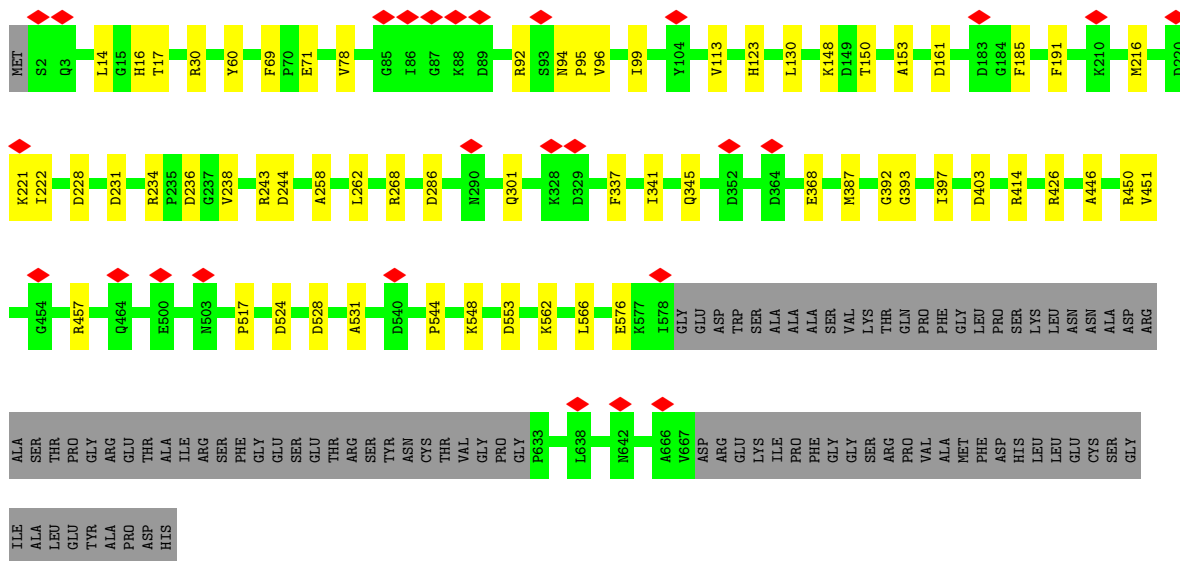 MET S2 Q3 L14 G15 H16 T17 R30 Y60 F69 P70 E71 V78 G85 I86 G87 K88 D89 R92 S93 N94 P95 V96 I99 Y104 V113 H123 L130 K148 D149 T150 A153 D161 D183 G184 F185 F191 K210 M216 D220
K221 I222 D228 D231 R234 P235 D236 G237 V238 R243 D244 A258 L262 R268 D286 N290 Q301 K328 D329 F337 I341 Q345 D352 D364 E368 M387 G392 G393 I397 D403 R414 R426 A446 R450 V451
G454 R457 Q464 E500 N503 P517 D524 D528 A531 D540 P544 K548 D553 K562 L566 E576 K577 I578 GLY GLU ASP TRP SER ALA ALA ALA SER VAL LYS THR GLN PRO PRO PHE GLY LEU PRO SER LYS LEU ASN ASN ALA ASP ARG
ALA SER THR PRO GLY ARG GLU THR ALA ILE ARG SER PHE GLY GLU SER GLU THR ARG SER TYR ASN CYS THR VAL GLY PRO GLY P633 L638 N642 A666 V667 ASP ARG GLU LYS ILE PRO PHE GLY GLY SER ARG PRO VAL ALA MET PHE ASP HIS LEU LEU GLU CYS SER GLY
ILE ALA LEU GLU TYR ALA PRO ASP HIS